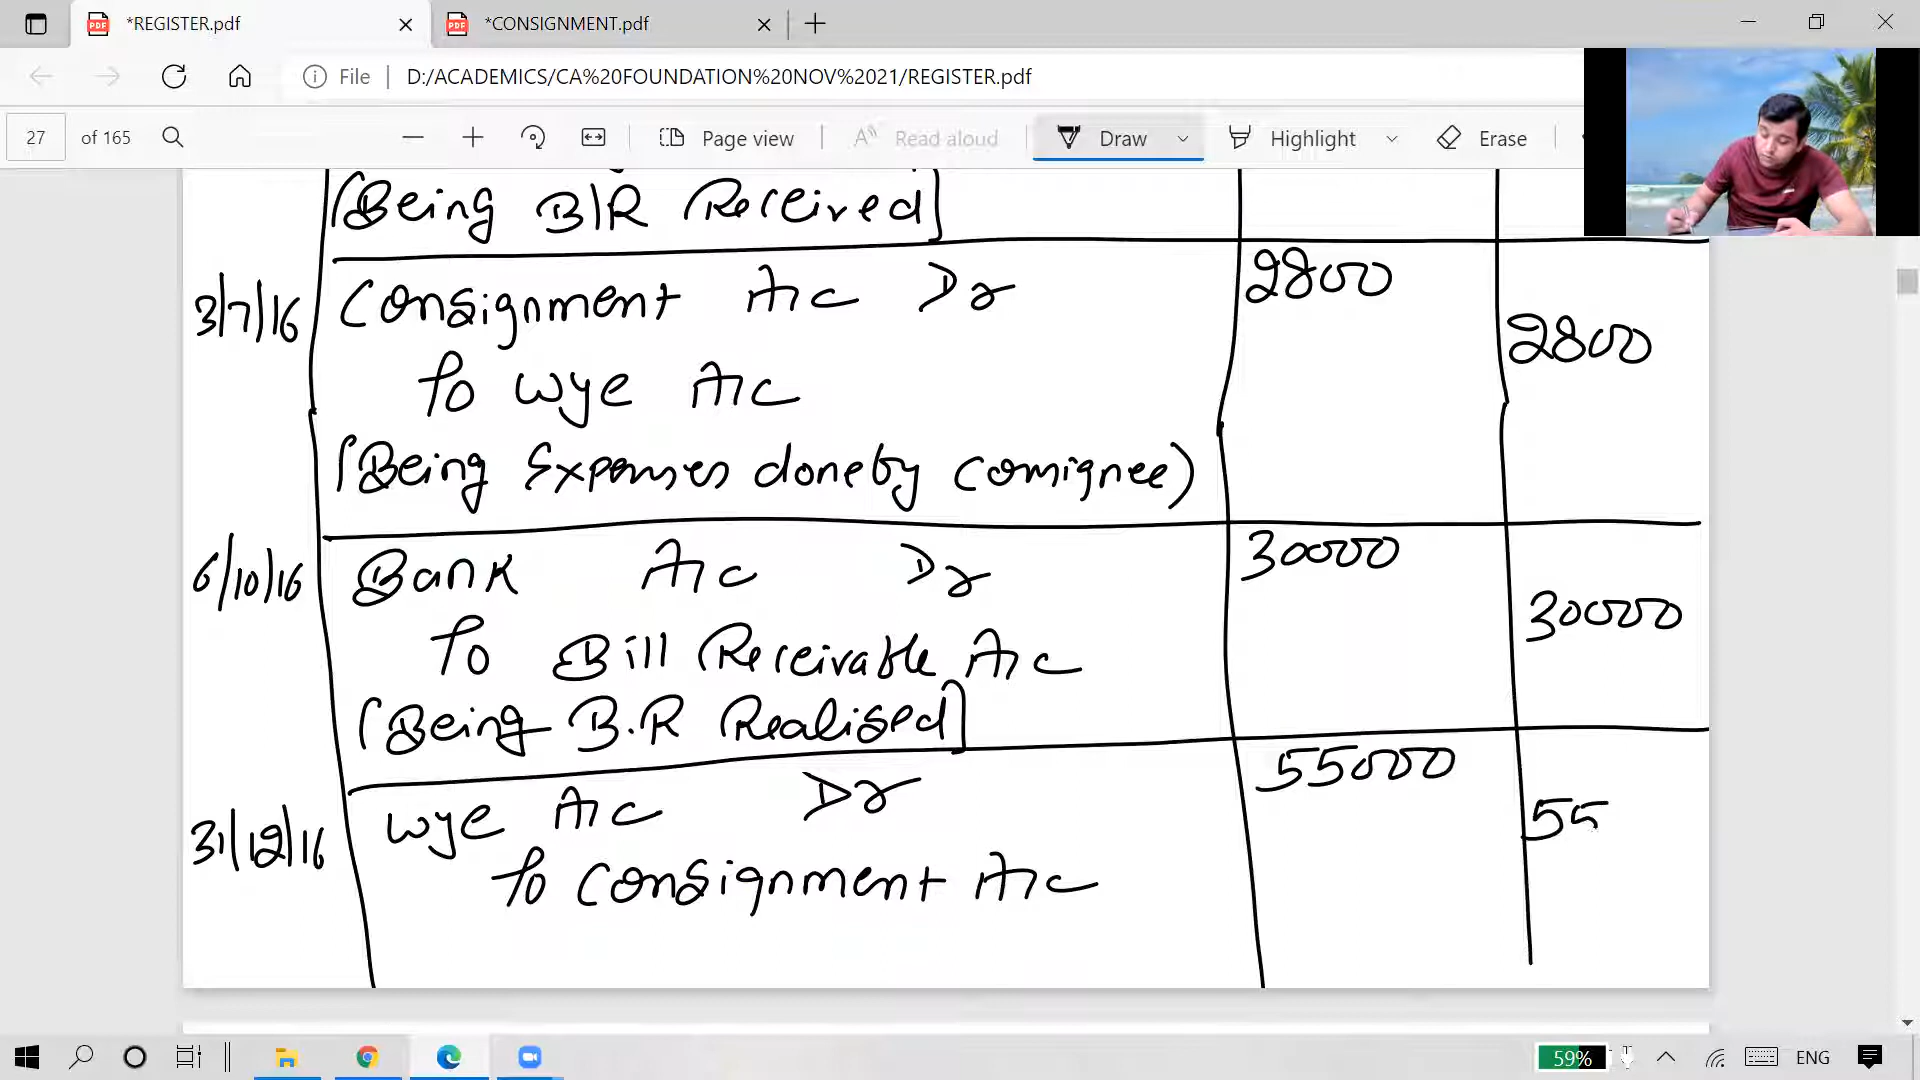 *REGISTER.pdf
*CONSIGNMENT.pdf
File
D:/ACADEMICS/CA%20FOUNDATION%20NOV%2021/REGISTER.pdf
27 of 165
Page view
Read aloud
Draw
Highlight
Erase
[Being B/R Received]
3/7/16 Consignment A/c Dr 2800
To Wye A/c 2800
(Being Expenses done by Consignee)
6/10/16 Bank A/c Dr 30000
To Bill Receivable A/c 30000
[Being B.R Realised]
31/12/16 Wye A/c Dr 55000
To Consignment A/c 55
59%
ENG